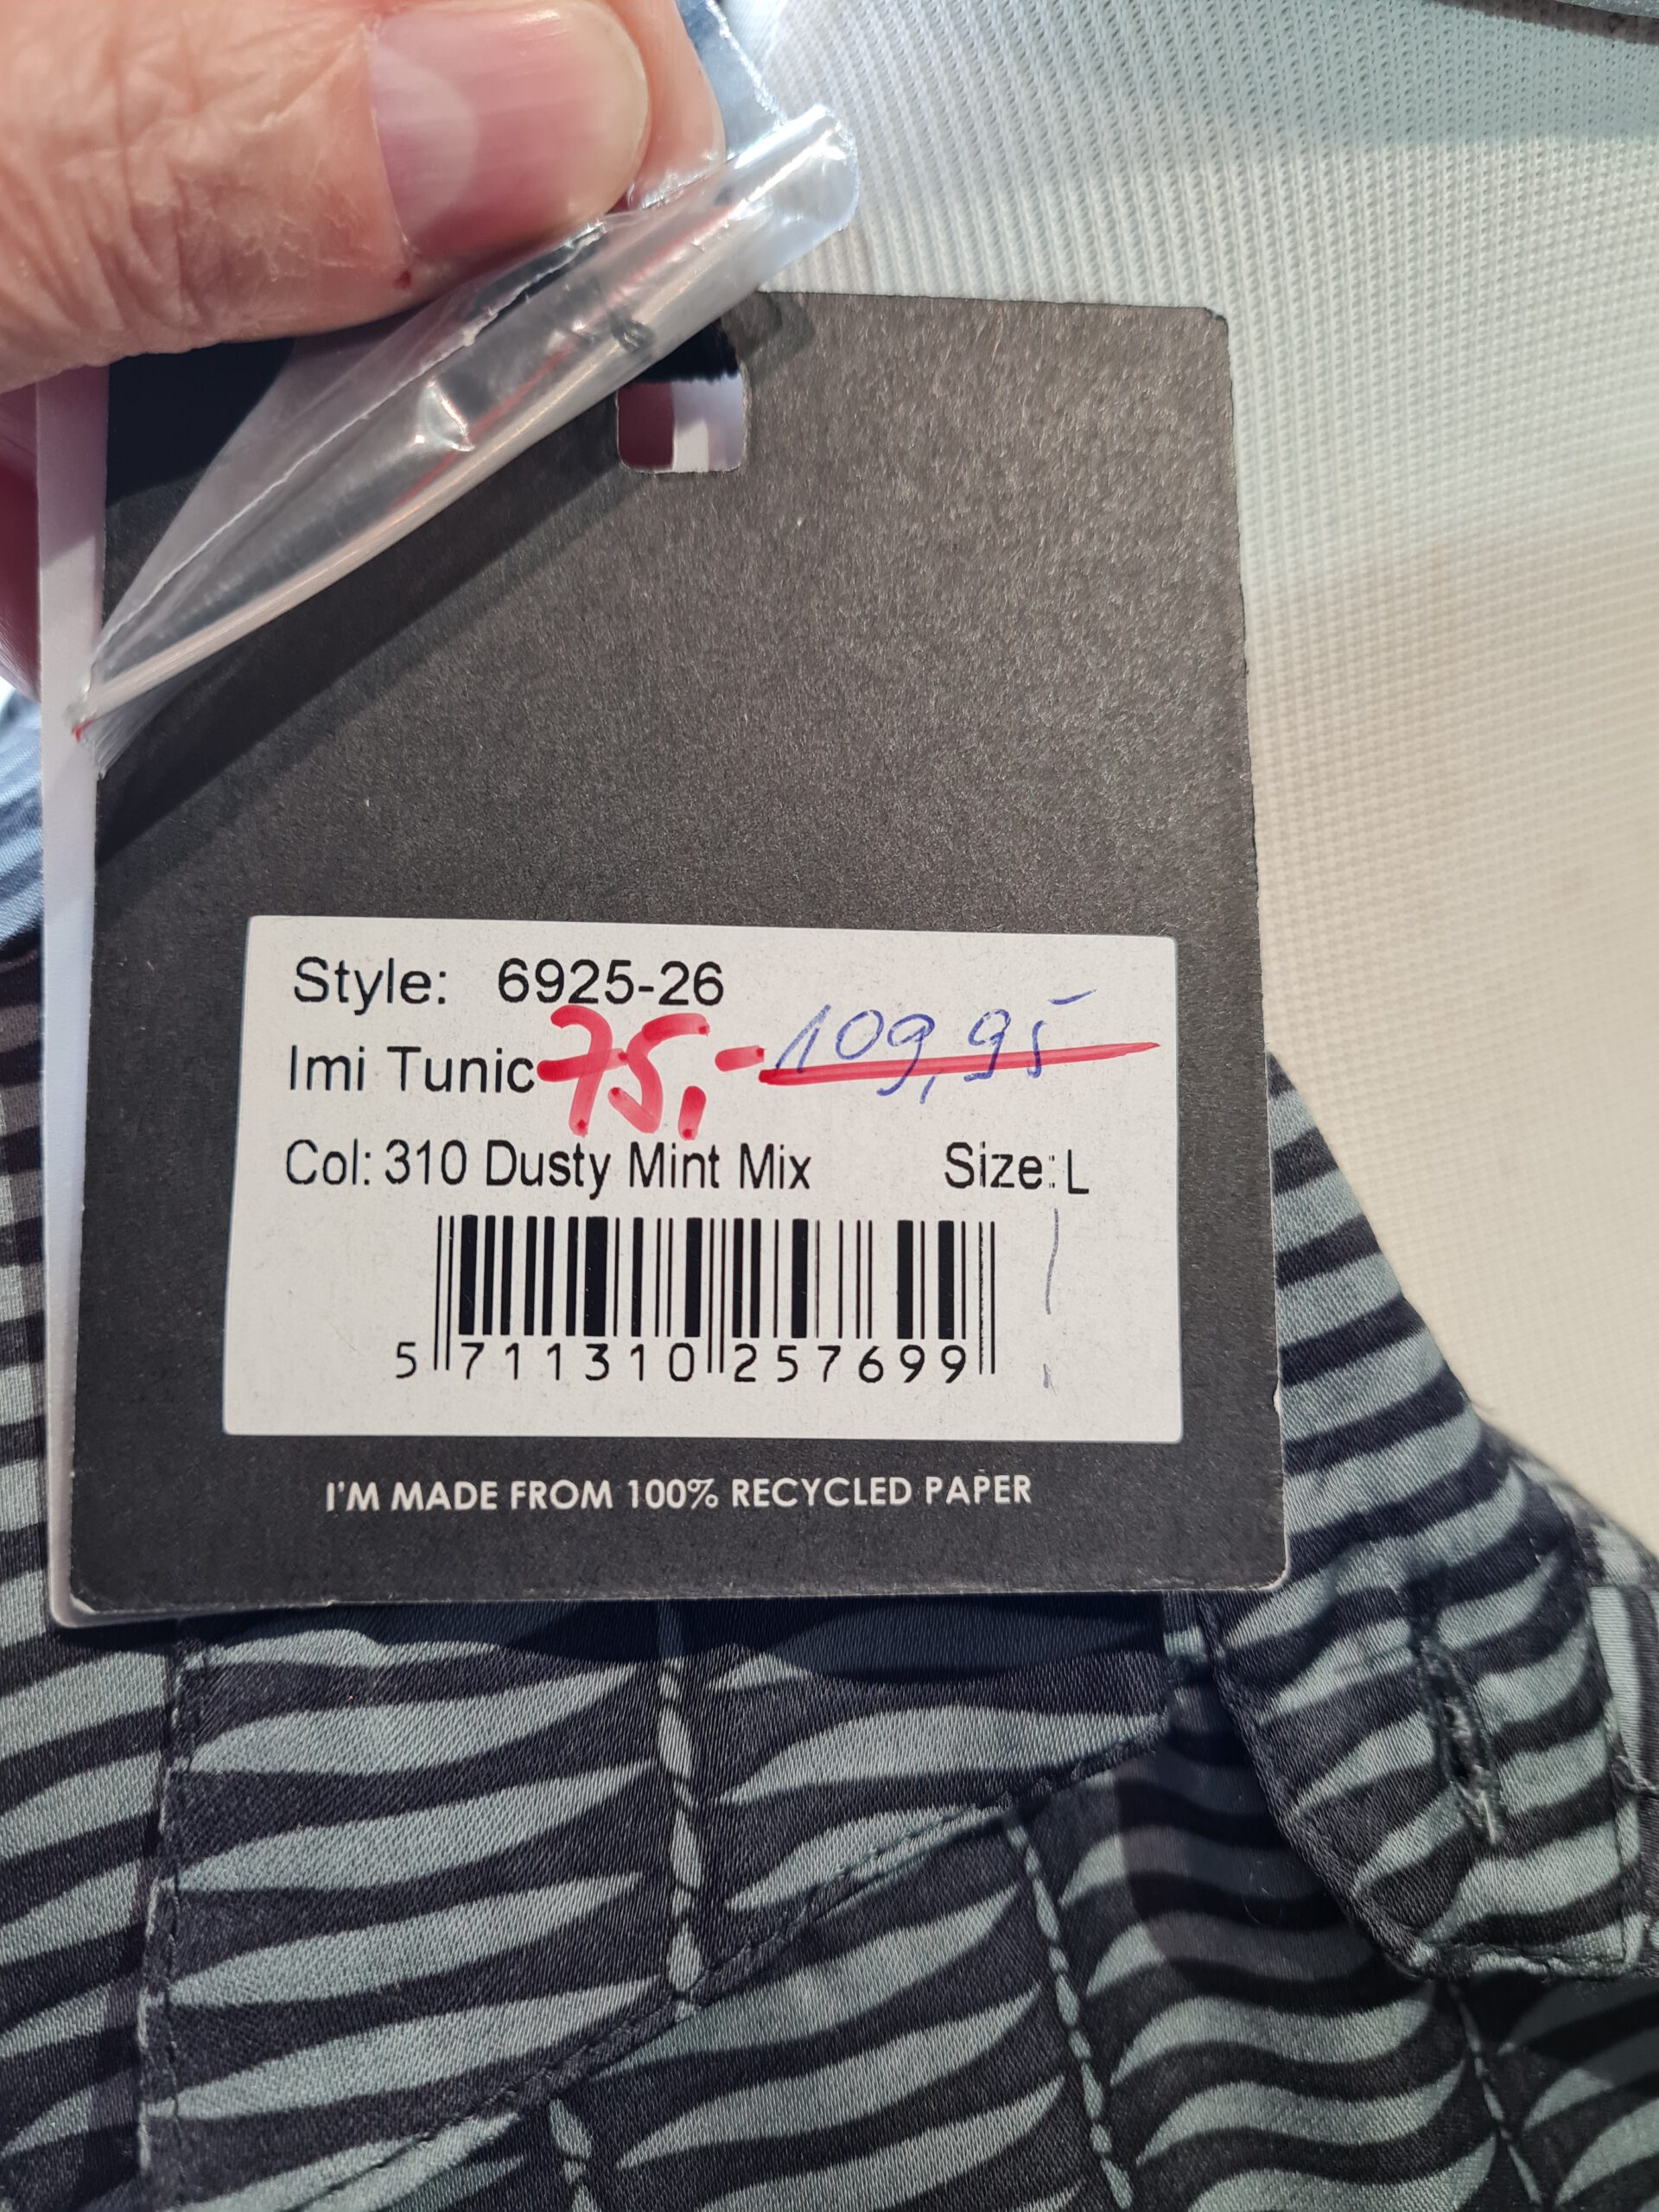 Style: 6925-26
Imi Tunic 75,- 109,95
Col: 310 Dusty Mint Mix Size: L
5 711310 257699
I'M MADE FROM 100% RECYCLED PAPER